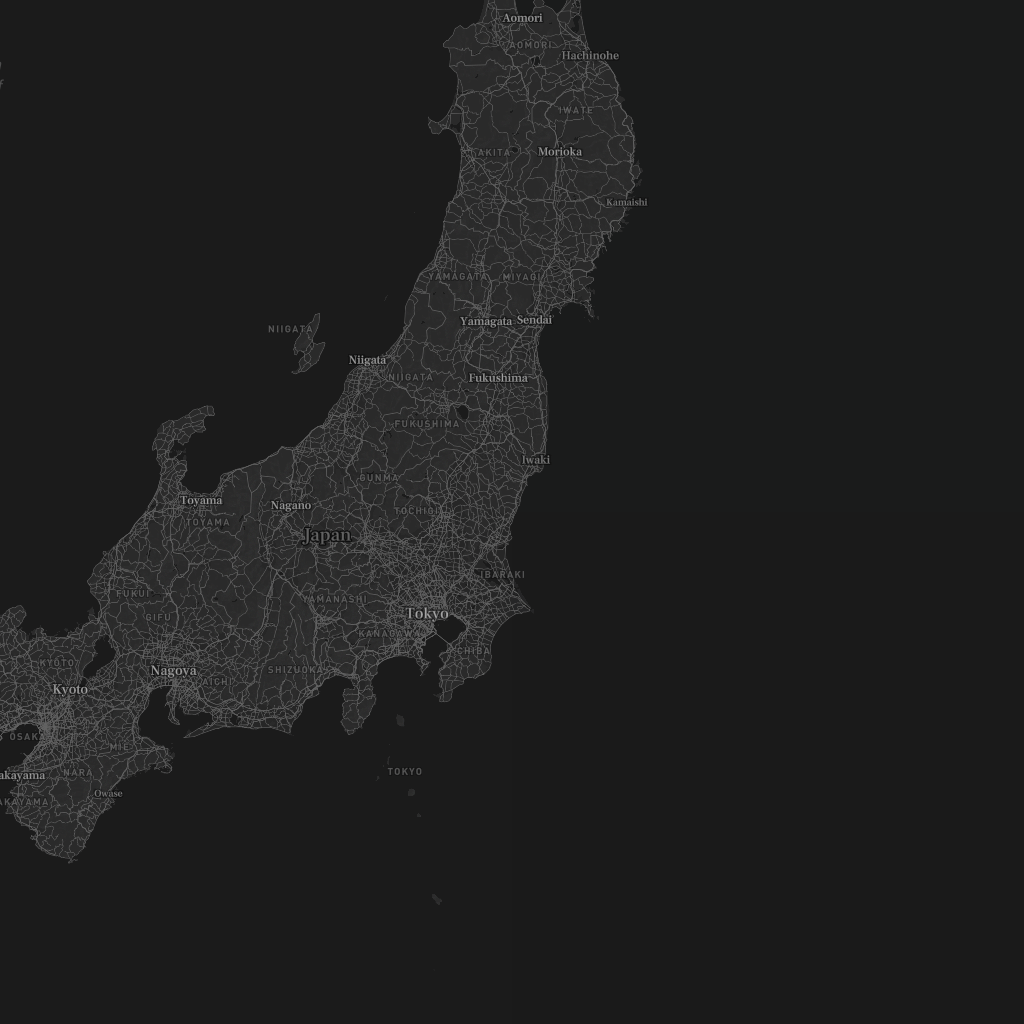 Aomori
AOMORI
Hachinohe
IWATE
AKITA
Morioka
Kamaishi
YAMAGATA
MIYAGI
Yamagata
Sendai
NIIGATA
Niigata
NIIGATA
Fukushima
FUKUSHIMA
Iwaki
GUNMA
Toyama
Nagano
TOCHIGI
TOYAMA
Japan
IBARAKI
FUKUI
YAMANASHI
GIFU
Tokyo
KANAGAWA
CHIBA
KYOTO
Nagoya
SHIZUOKA
AICHI
Kyoto
OSAKA
MIE
akayama
NARA
TOKYO
Owase
AKAYAMA